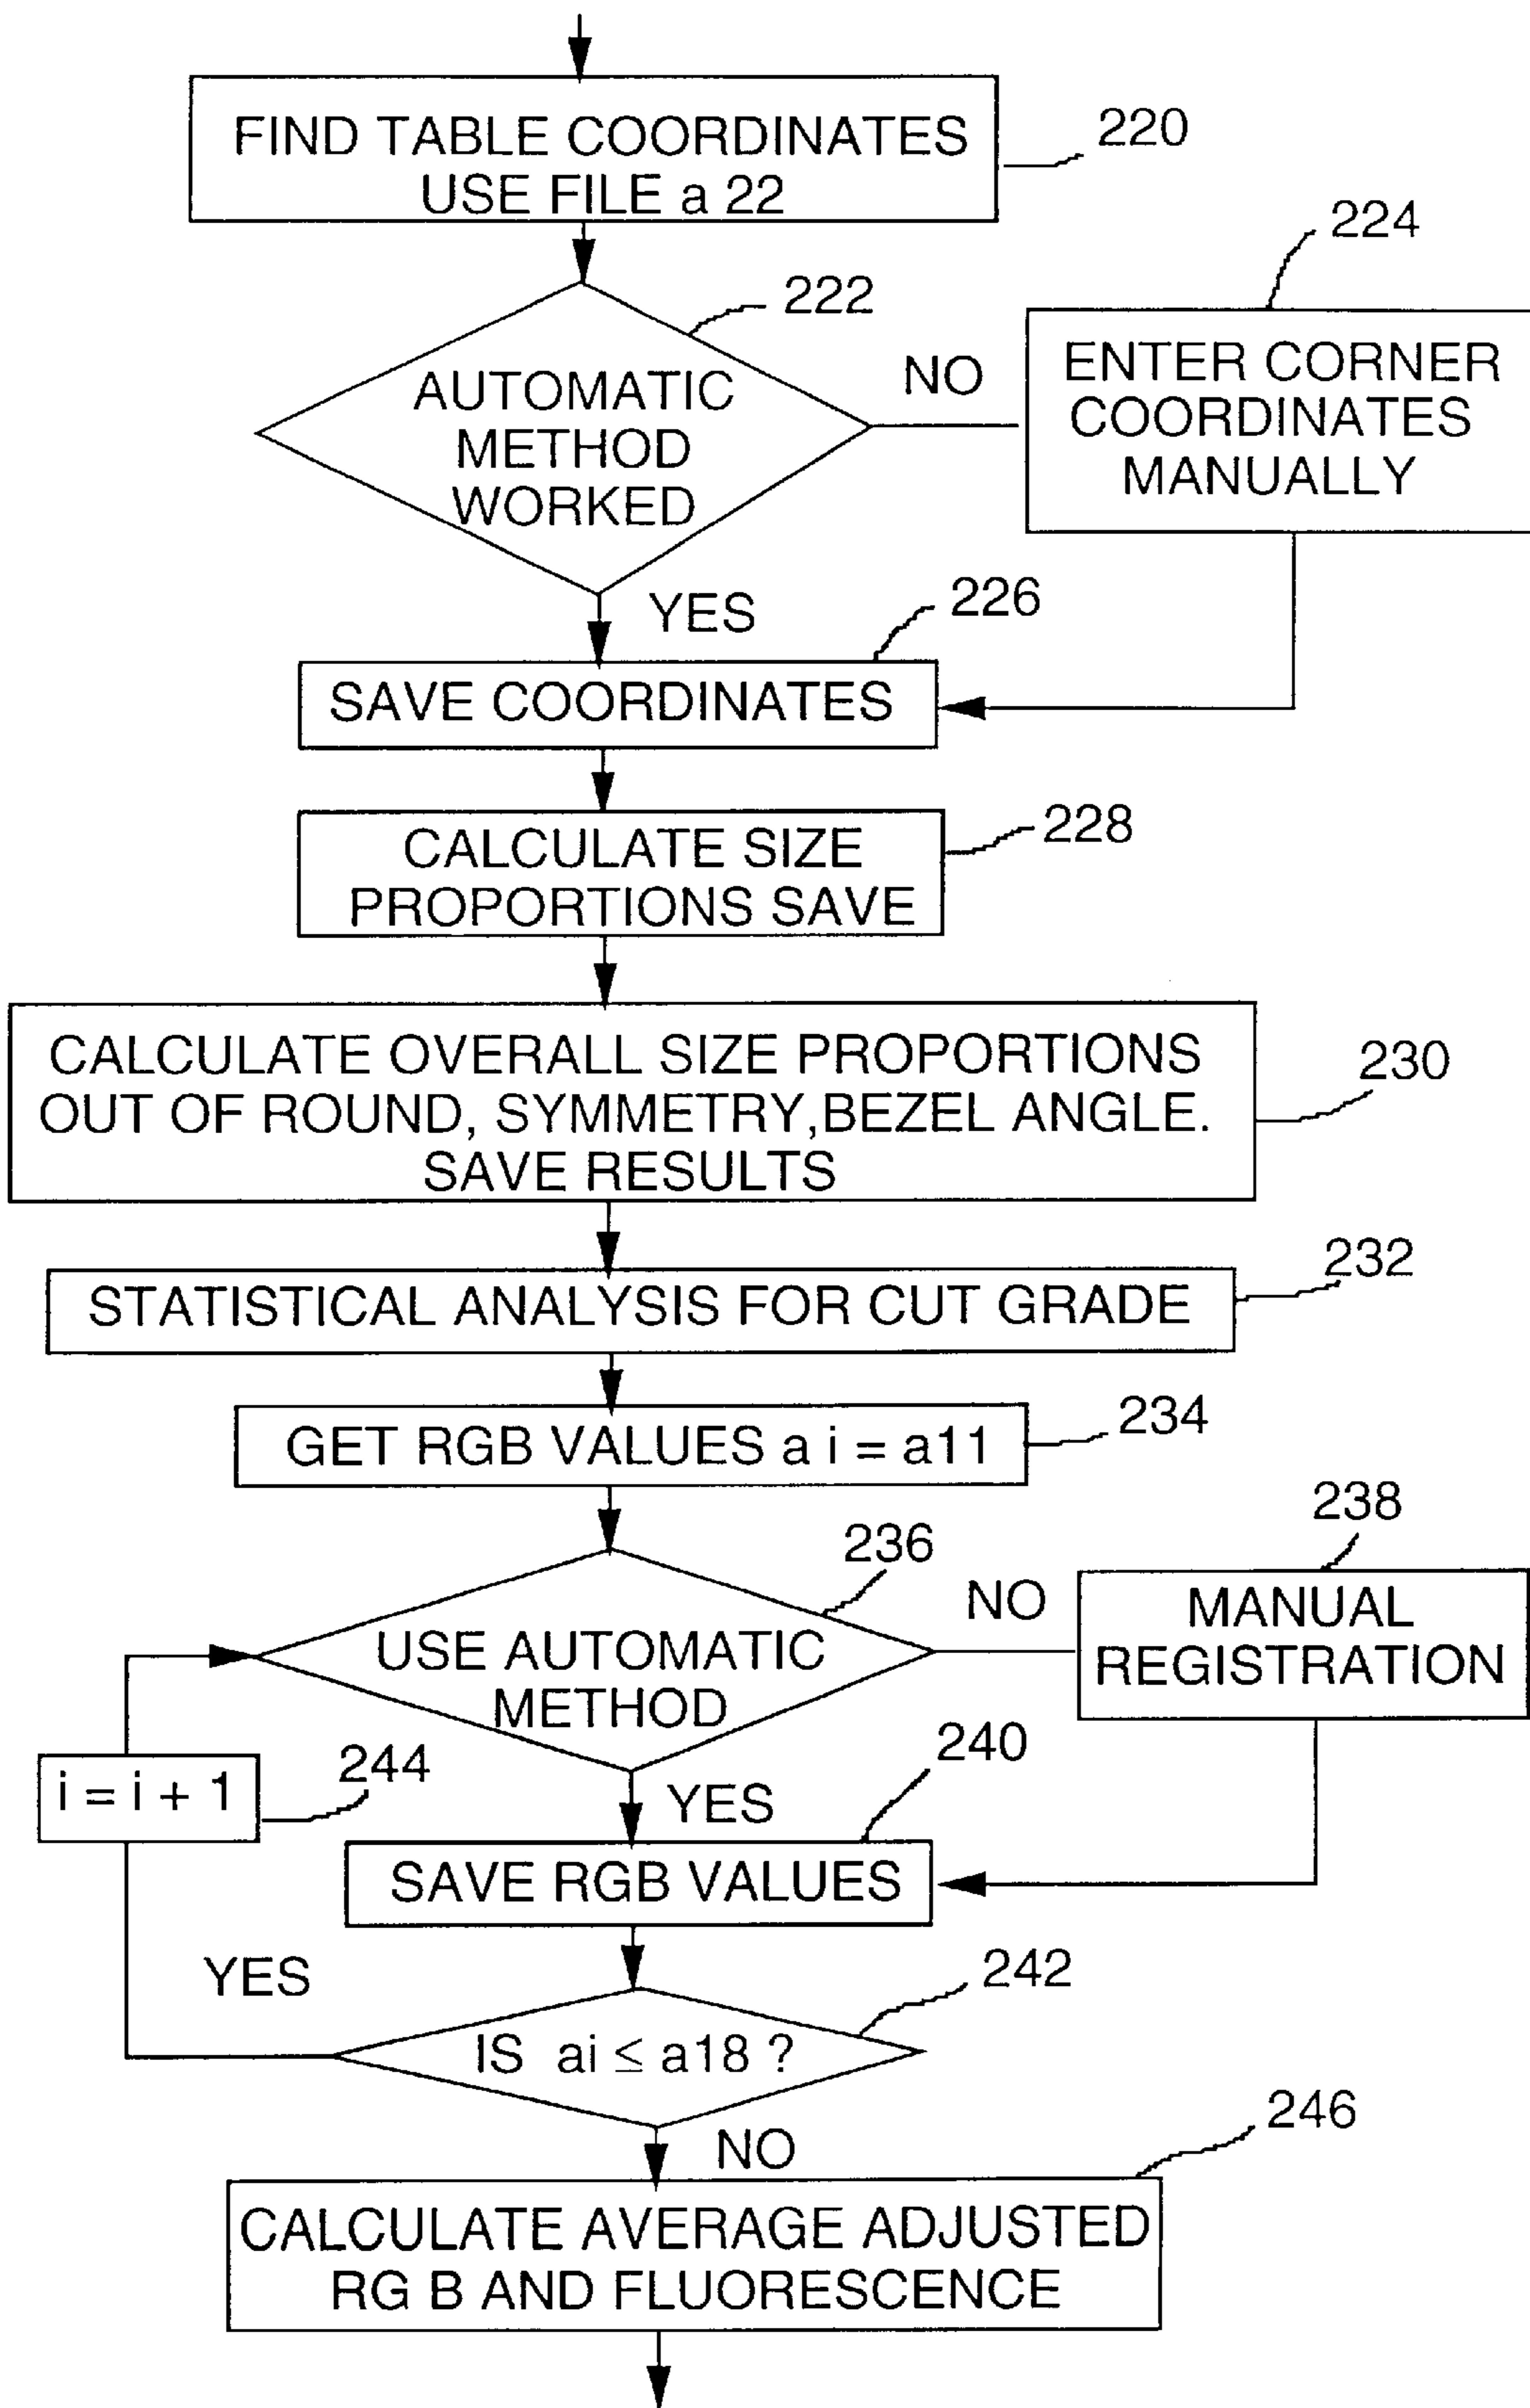 FIND TABLE COORDINATES
USE FILE a 22
220
222
224
AUTOMATIC
METHOD
WORKED
NO
ENTER CORNER
COORDINATES
MANUALLY
YES
226
SAVE COORDINATES
CALCULATE SIZE
PROPORTIONS SAVE
228
CALCULATE OVERALL SIZE PROPORTIONS
OUT OF ROUND, SYMMETRY,BEZEL ANGLE.
SAVE RESULTS
230
STATISTICAL ANALYSIS FOR CUT GRADE
232
GET RGB VALUES a i = a11
234
236
238
USE AUTOMATIC
METHOD
NO
MANUAL
REGISTRATION
i = i + 1
244
YES
240
SAVE RGB VALUES
YES
242
IS ai ≤ a18 ?
NO
246
CALCULATE AVERAGE ADJUSTED
RG B AND FLUORESCENCE